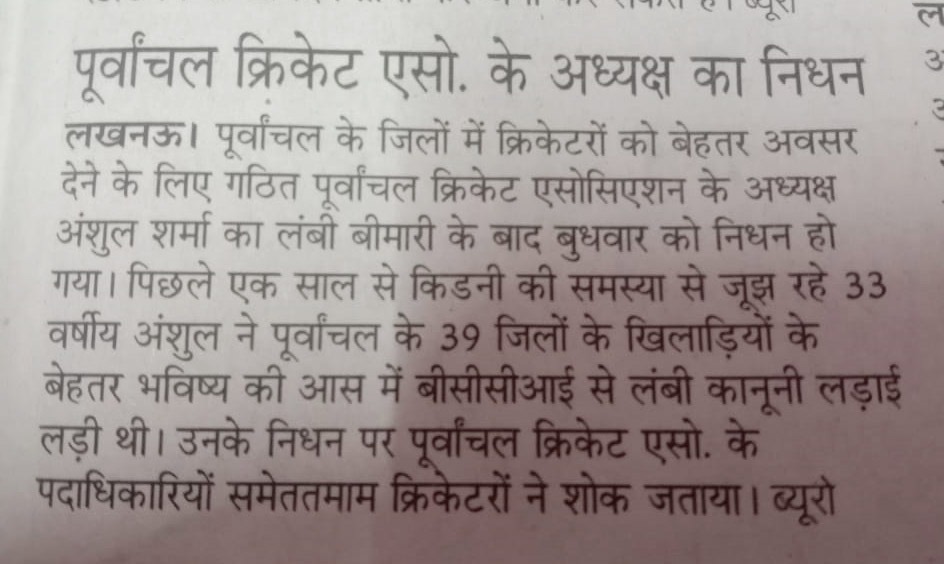 पूर्वांचल क्रिकेट एसो. के अध्यक्ष का निधन
लखनऊ। पूर्वांचल के जिलों में क्रिकेटरों को बेहतर अवसर
देने के लिए गठित पूर्वांचल क्रिकेट एसोसिएशन के अध्यक्ष
अंशुल शर्मा का लंबी बीमारी के बाद बुधवार को निधन हो
गया। पिछले एक साल से किडनी की समस्या से जूझ रहे 33
वर्षीय अंशुल ने पूर्वांचल के 39 जिलों के खिलाड़ियों के
बेहतर भविष्य की आस में बीसीसीआई से लंबी कानूनी लड़ाई
लड़ी थी। उनके निधन पर पूर्वांचल क्रिकेट एसो. के
पदाधिकारियों समेततमाम क्रिकेटरों ने शोक जताया। ब्यूरो